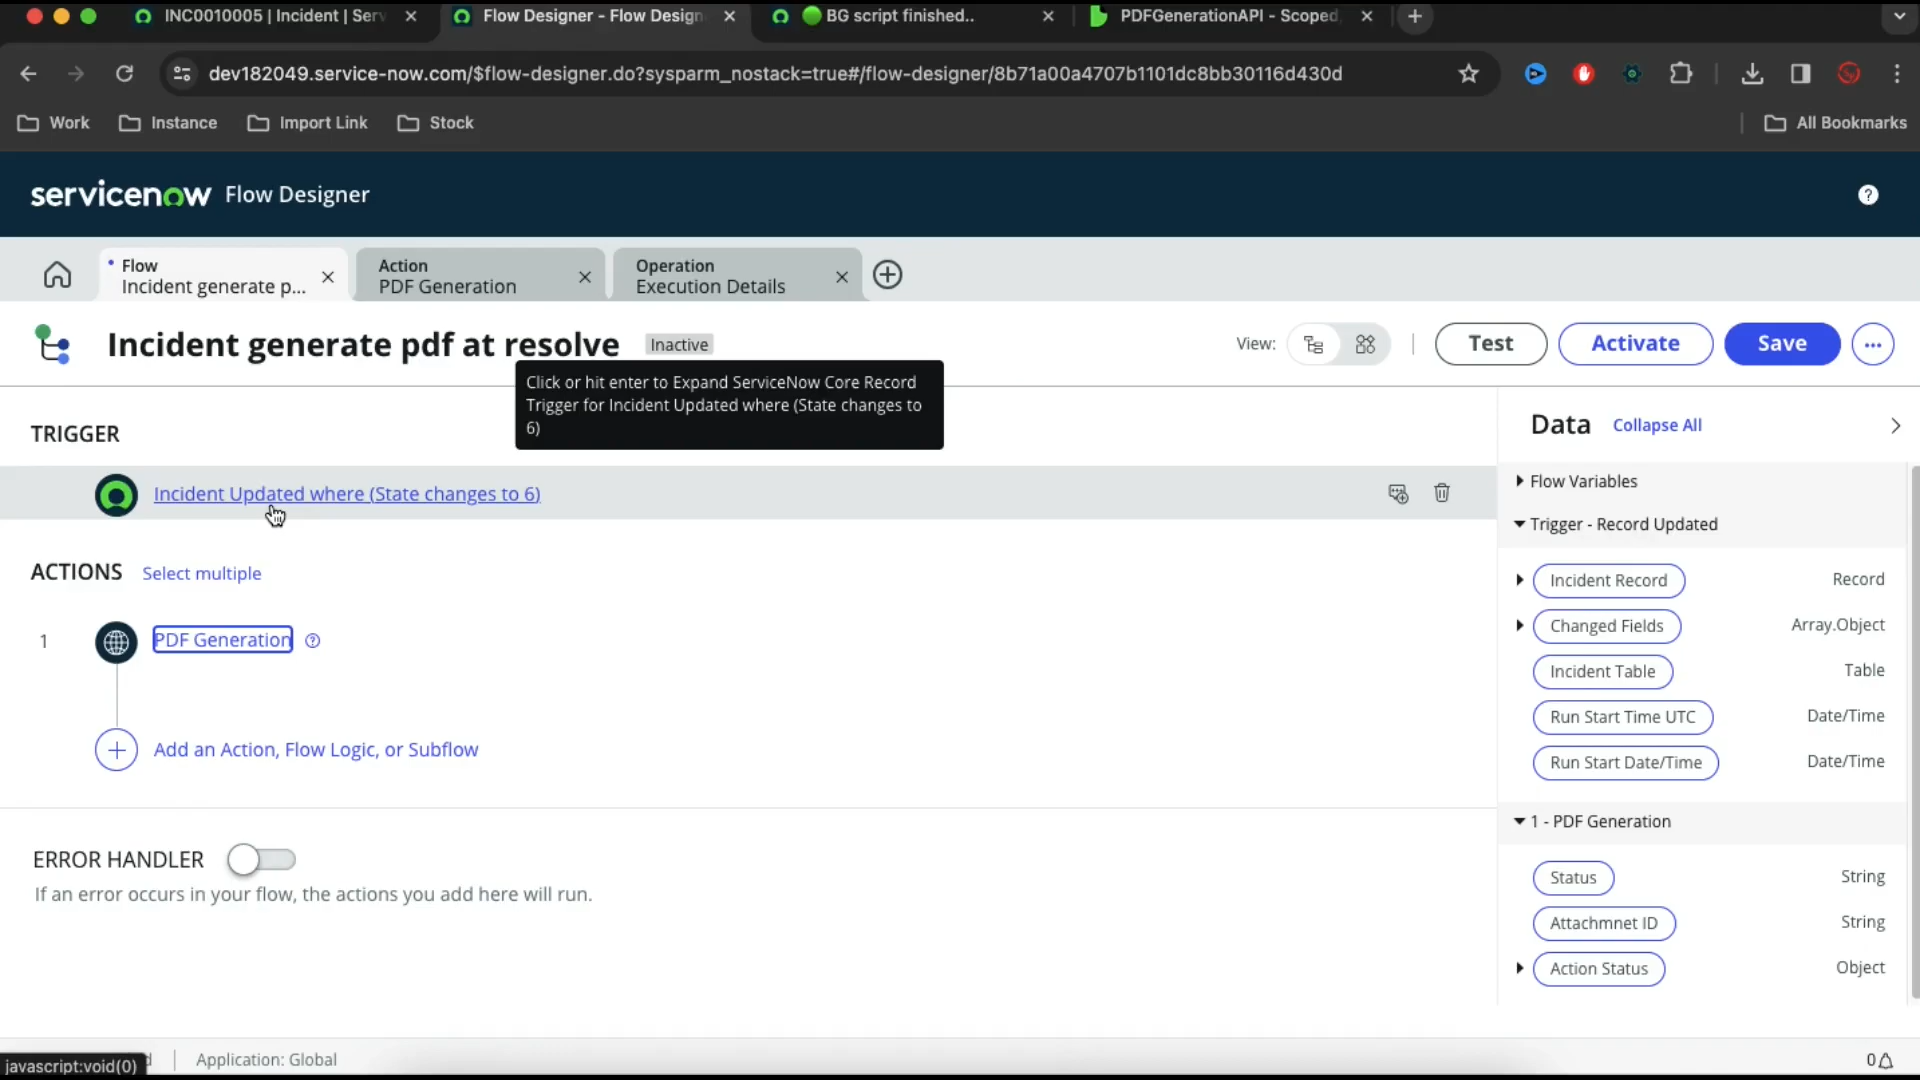 INC0010005 | Incident | Serv
Flow Designer - Flow Design
BG script finished..
PDFGenerationAPI - Scoped
dev182049.service-now.com/$flow-designer.do?sysparm_nostack=true#/flow-designer/8b71a00a4707b1101dc8bb30116d430d
Work
Instance
Import Link
Stock
All Bookmarks
servicenow Flow Designer
Flow
Incident generate p...
Action
PDF Generation
Operation
Execution Details
Incident generate pdf at resolve
Inactive
View:
Test
Activate
Save
Click or hit enter to Expand ServiceNow Core Record
Trigger for Incident Updated where (State changes to
6)
TRIGGER
Incident Updated where (State changes to 6)
ACTIONS
Select multiple
1
PDF Generation
Add an Action, Flow Logic, or Subflow
ERROR HANDLER
If an error occurs in your flow, the actions you add here will run.
Data
Collapse All
Flow Variables
Trigger - Record Updated
Incident Record
Record
Changed Fields
Array.Object
Incident Table
Table
Run Start Time UTC
Date/Time
Run Start Date/Time
Date/Time
1 - PDF Generation
Status
String
Attachmnet ID
String
Action Status
Object
javascript:void(0)
Application: Global
0